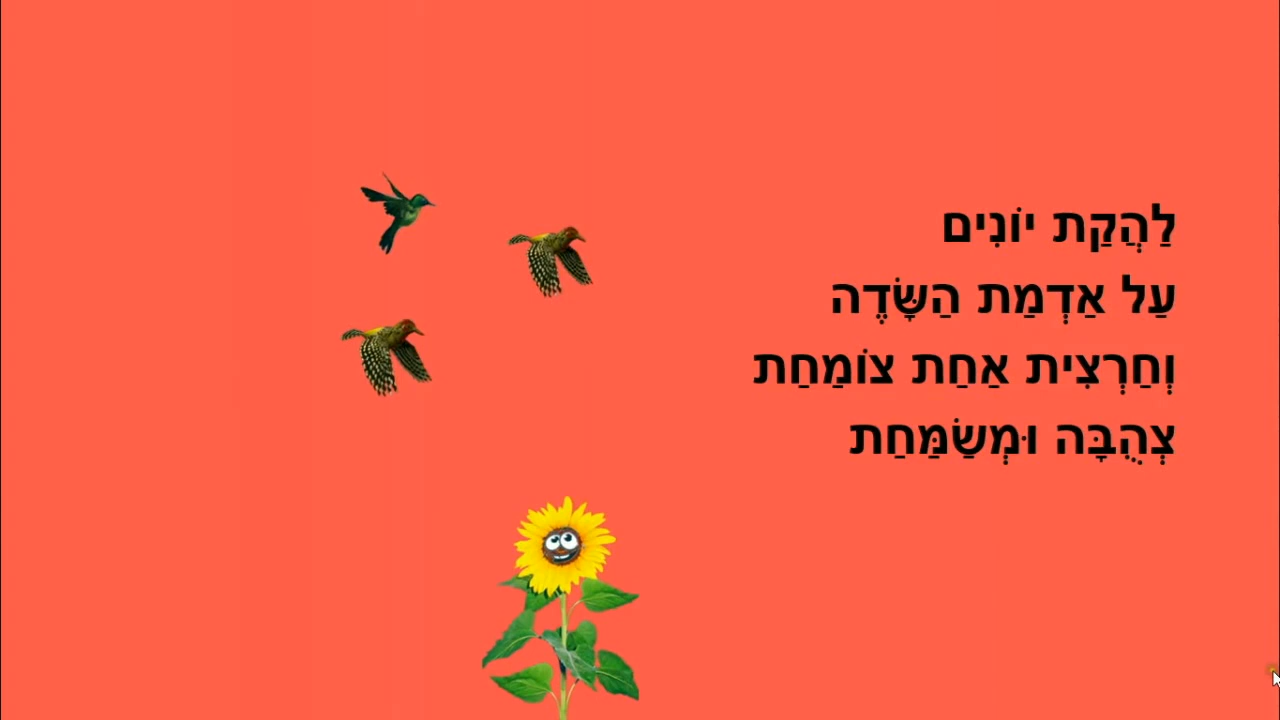 לַהֲקַת יוֹנִים
עַל אַדְמַת הַשָּׂדֶה
וְחַרְצִית אַחַת צוֹמַחַת
צְהֻבָּה וּמְשַׂמַּחַת